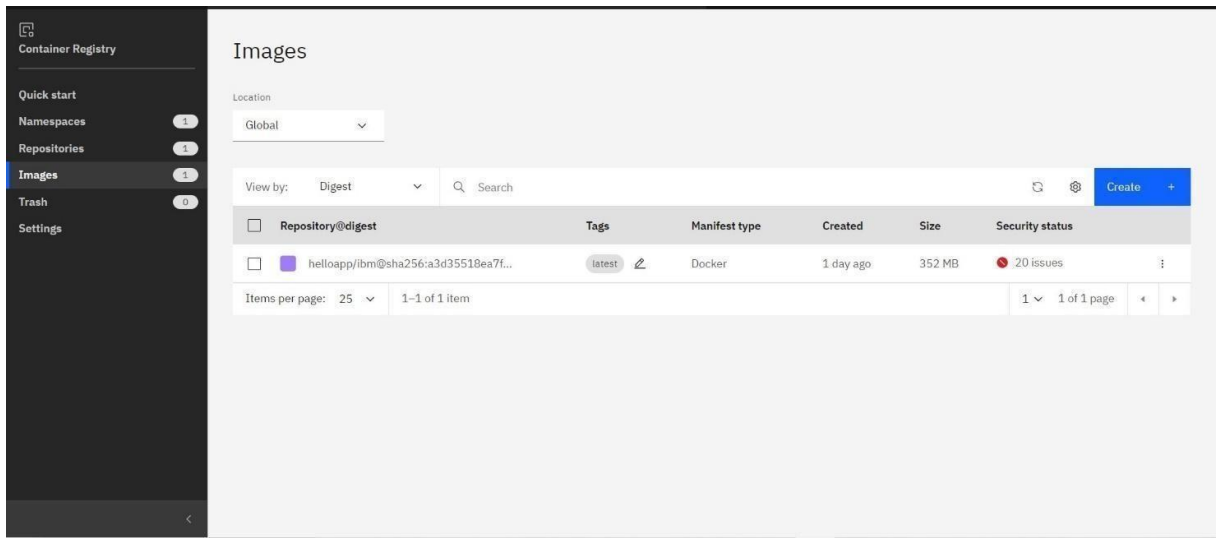 Container Registry
Quick start
Namespaces 1
Repositories 1
Images 1
Trash 0
Settings
Images
Location
Global
View by: Digest Search Create +
Repository@digest Tags Manifest type Created Size Security status
helloapp/ibm@sha256:a3d35518ea7f... latest Docker 1 day ago 352 MB 20 issues
Items per page: 25 1–1 of 1 item 1 1 of 1 page